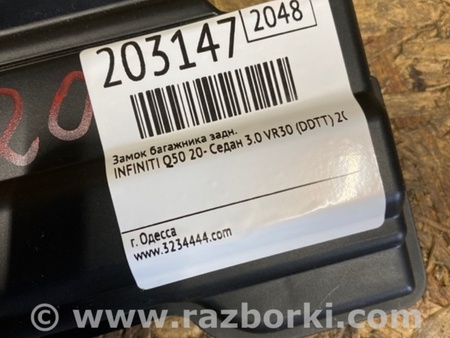 203147
2048
Замок багажника задн.
INFINITI Q50 20- Седан 3.0 VR30 (DDTT)
г. Одесса
www.3234444.com
20
www.razborki.com